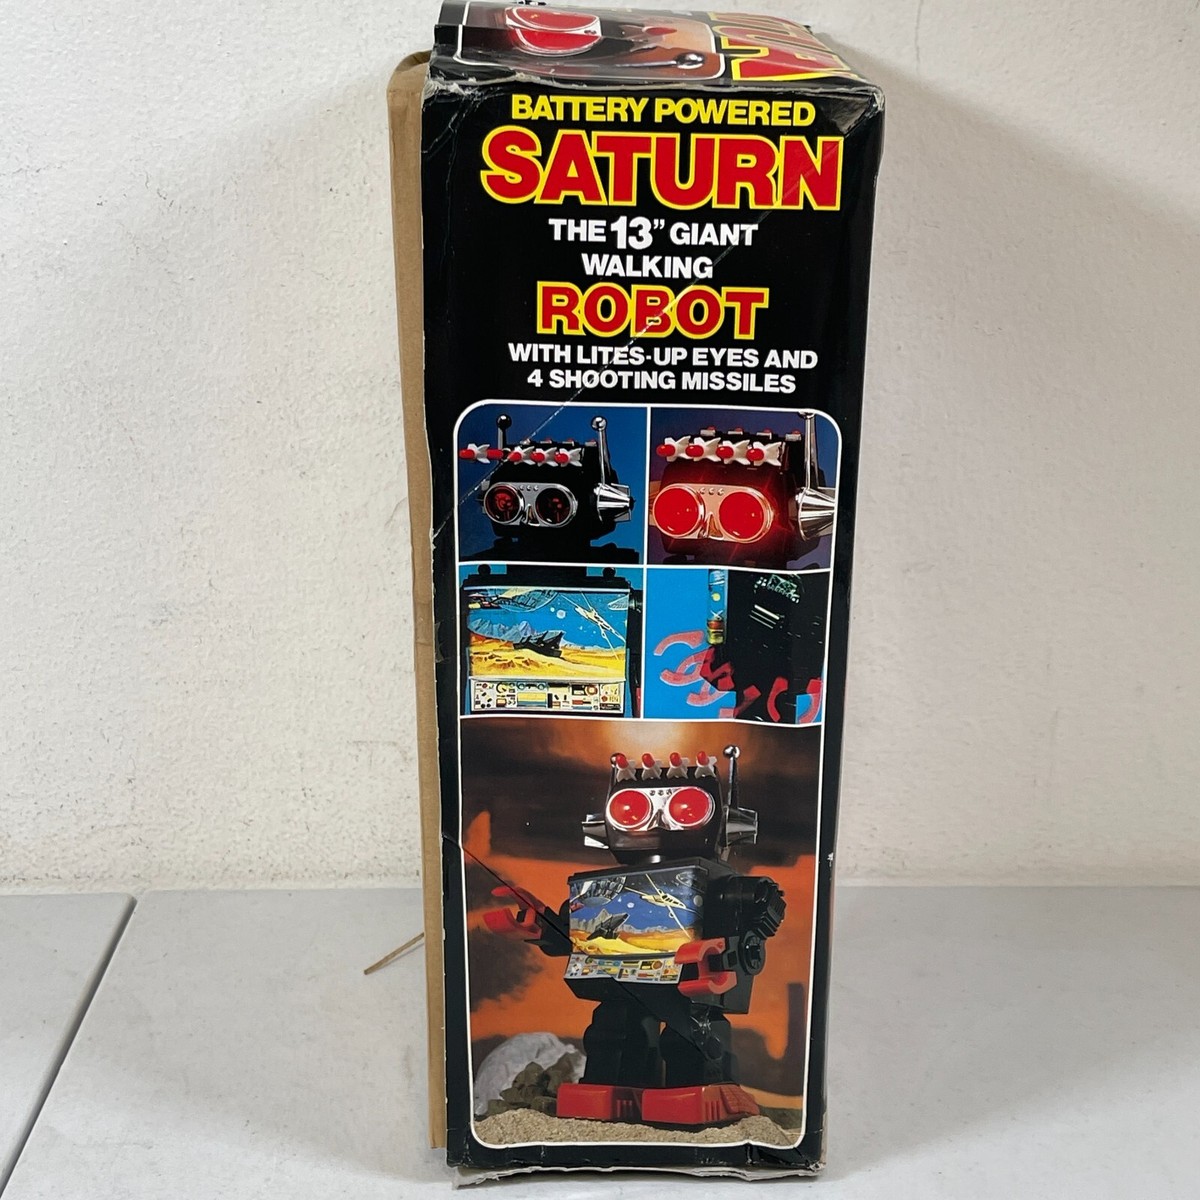 BATTERY POWERED
SATURN
THE 13" GIANT
WALKING
ROBOT
WITH LITES-UP EYES AND
4 SHOOTING MISSILES